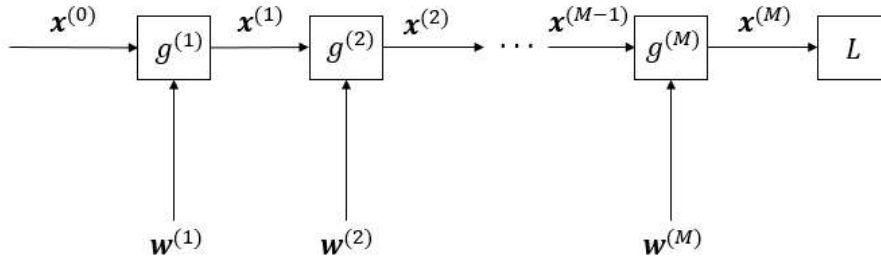 𝒙⁽⁰⁾ g⁽¹⁾ 𝒙⁽¹⁾ g⁽²⁾ 𝒙⁽²⁾ ⋯ 𝒙⁽ᴹ⁻¹⁾ g⁽ᴹ⁾ 𝒙⁽ᴹ⁾ L
𝒘⁽¹⁾ 𝒘⁽²⁾ 𝒘⁽ᴹ⁾